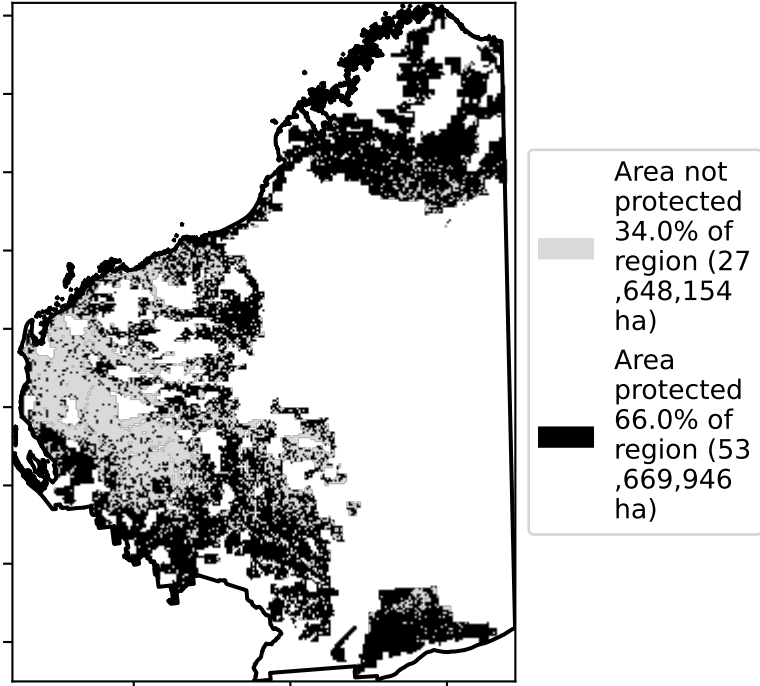 Area not
protected
34.0% of
region (27
,648,154
ha)
Area
protected
66.0% of
region (53
,669,946
ha)